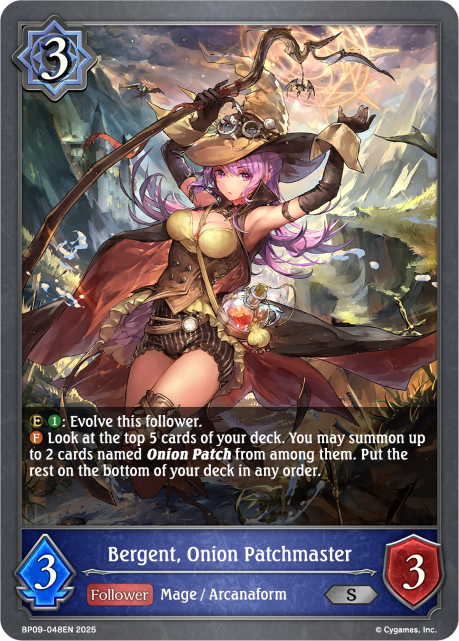 3
E 1: Evolve this follower.
F Look at the top 5 cards of your deck. You may summon up
to 2 cards named Onion Patch from among them. Put the
rest on the bottom of your deck in any order.
Bergent, Onion Patchmaster
3
Follower Mage / Arcanaform S
3
BP09-048EN 2025 © Cygames, Inc.